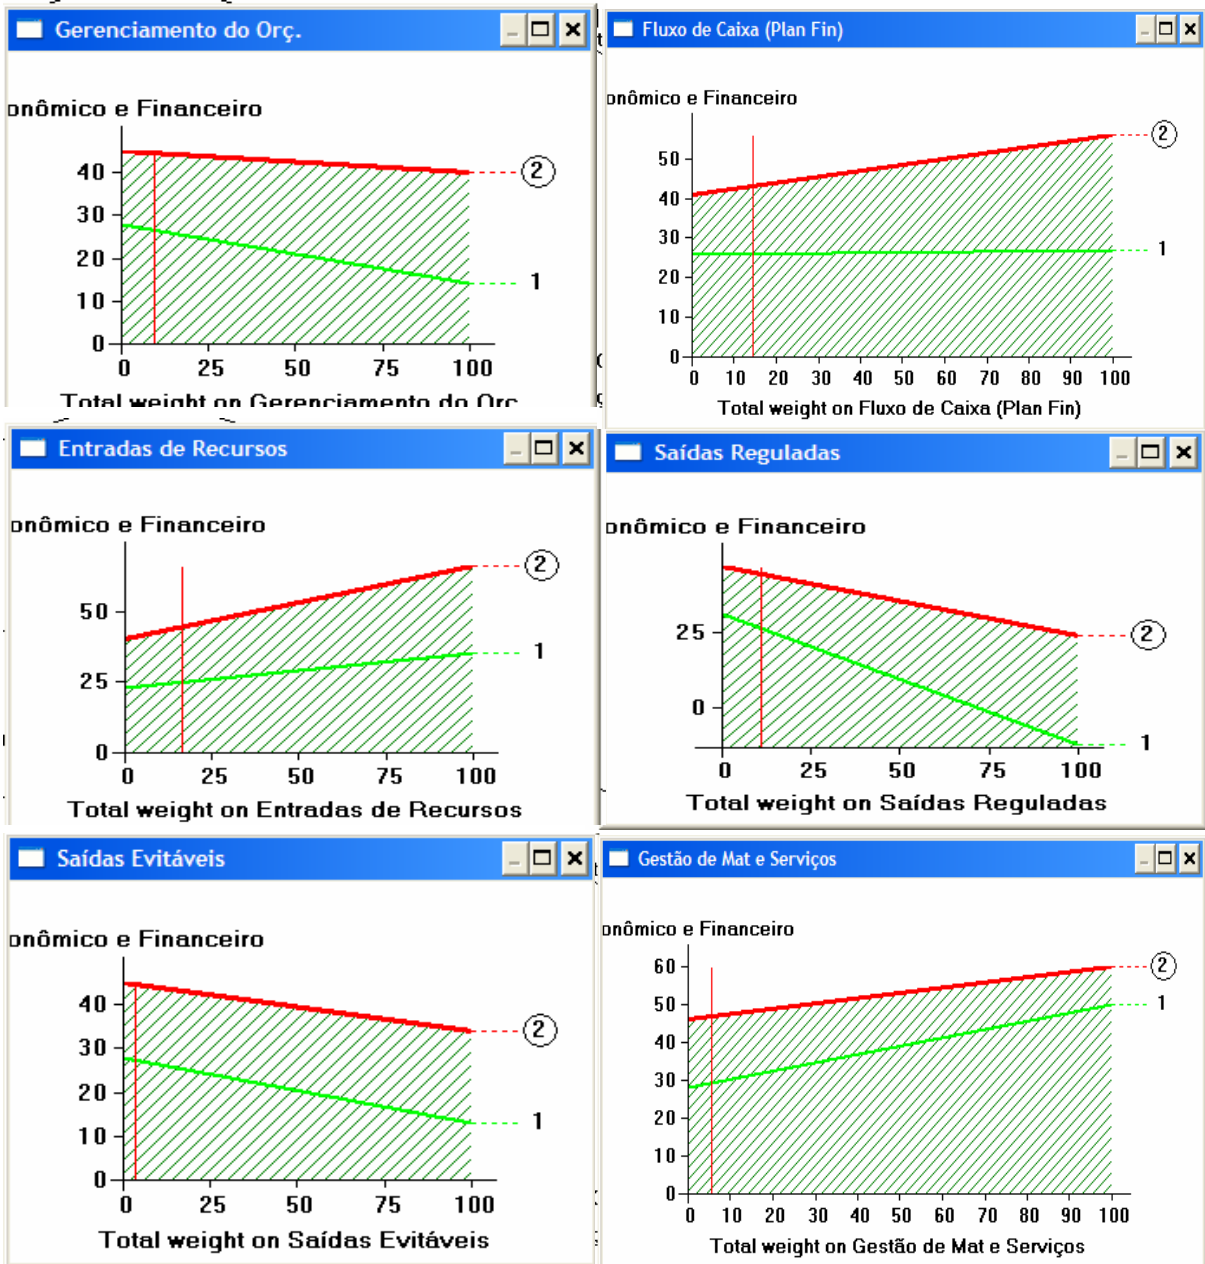 Gerenciamento do Orç.
onômico e Financeiro
40
30
20
10
0
2
1
0 25 50 75 100
Total weight on Gerenciamento do Orç
Fluxo de Caixa (Plan Fin)
onômico e Financeiro
50
40
30
20
10
0
2
1
0 10 20 30 40 50 60 70 80 90 100
Total weight on Fluxo de Caixa (Plan Fin)
Entradas de Recursos
onômico e Financeiro
50
25
0
2
1
0 25 50 75 100
Total weight on Entradas de Recursos
Saídas Reguladas
onômico e Financeiro
25
0
2
1
0 25 50 75 100
Total weight on Saídas Reguladas
Saídas Evitáveis
onômico e Financeiro
40
30
20
10
0
2
1
0 25 50 75 100
Total weight on Saídas Evitáveis
Gestão de Mat e Serviços
onômico e Financeiro
60
50
40
30
20
10
0
2
1
0 10 20 30 40 50 60 70 80 90 100
Total weight on Gestão de Mat e Serviços